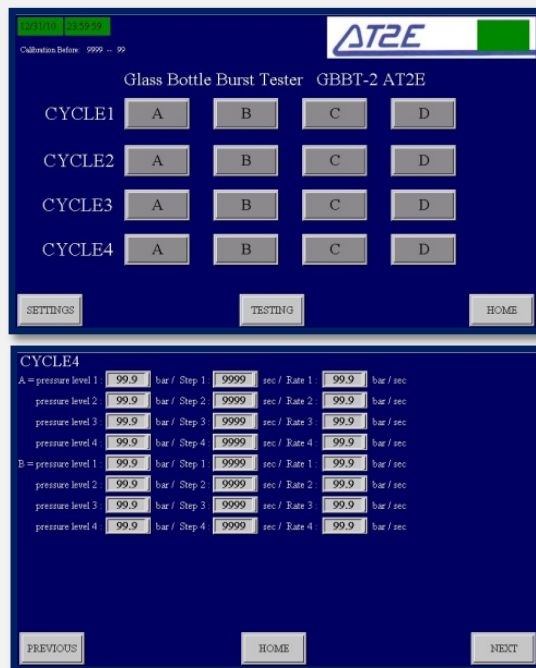 12/31/10 23:59:59
Calibration Before: 9999 -- 99
AT2E
Glass Bottle Burst Tester GBBT-2 AT2E
CYCLE1 A B C D
CYCLE2 A B C D
CYCLE3 A B C D
CYCLE4 A B C D
SETTINGS TESTING HOME
CYCLE4
A = pressure level 1 : 99.9 bar / Step 1 : 9999 sec / Rate 1 : 99.9 bar / sec
pressure level 2 : 99.9 bar / Step 2 : 9999 sec / Rate 2 : 99.9 bar / sec
pressure level 3 : 99.9 bar / Step 3 : 9999 sec / Rate 3 : 99.9 bar / sec
pressure level 4 : 99.9 bar / Step 4 : 9999 sec / Rate 4 : 99.9 bar / sec
B = pressure level 1 : 99.9 bar / Step 1 : 9999 sec / Rate 1 : 99.9 bar / sec
pressure level 2 : 99.9 bar / Step 2 : 9999 sec / Rate 2 : 99.9 bar / sec
pressure level 3 : 99.9 bar / Step 3 : 9999 sec / Rate 3 : 99.9 bar / sec
pressure level 4 : 99.9 bar / Step 4 : 9999 sec / Rate 4 : 99.9 bar / sec
PREVIOUS HOME NEXT